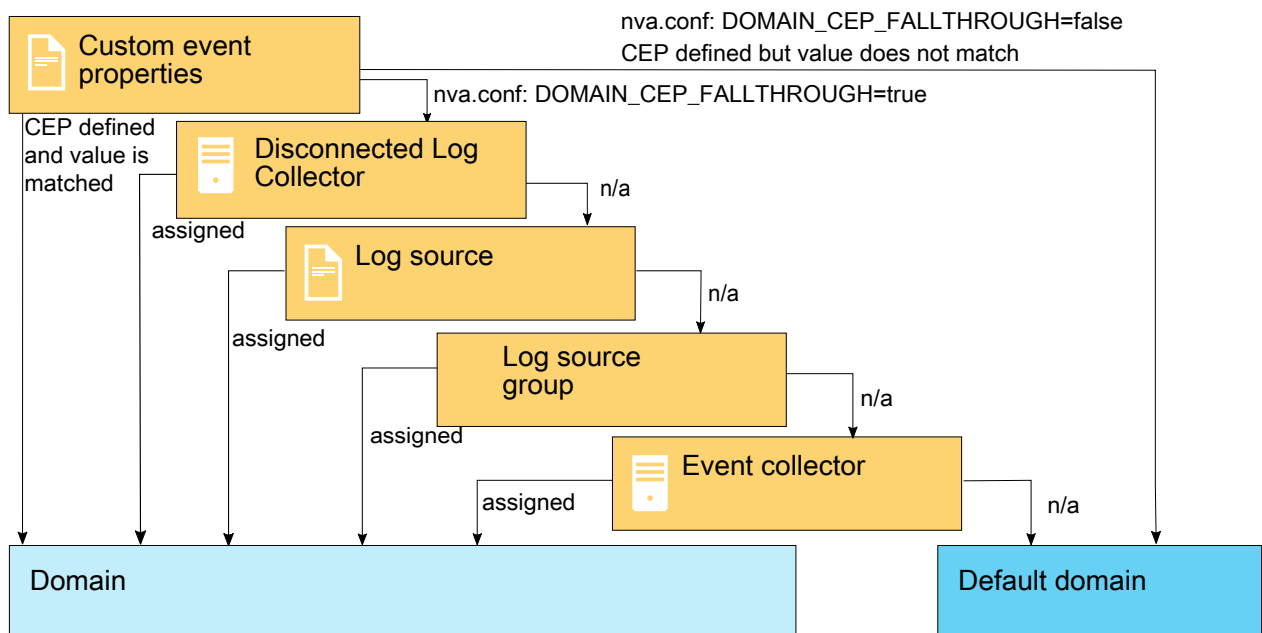 nva.conf: DOMAIN_CEP_FALLTHROUGH=false
CEP defined but value does not match
Custom event
properties
nva.conf: DOMAIN_CEP_FALLTHROUGH=true
CEP defined
and value is
matched
Disconnected Log
Collector
n/a
assigned
Log source
n/a
assigned
Log source
group
n/a
assigned
Event collector
assigned
n/a
Domain
Default domain